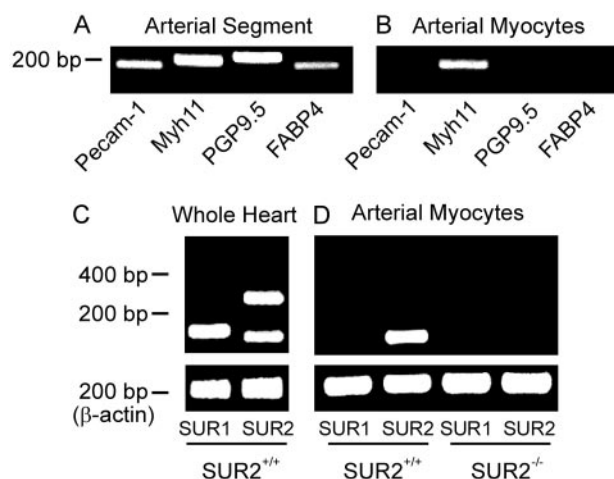 A Arterial Segment B Arterial Myocytes
200 bp
Pecam-1 Myh11 PGP9.5 FABP4 Pecam-1 Myh11 PGP9.5 FABP4
C Whole Heart D Arterial Myocytes
400 bp
200 bp
200 bp
(β-actin)
SUR1 SUR2 SUR1 SUR2 SUR1 SUR2
SUR2+/+ SUR2+/+ SUR2-/-